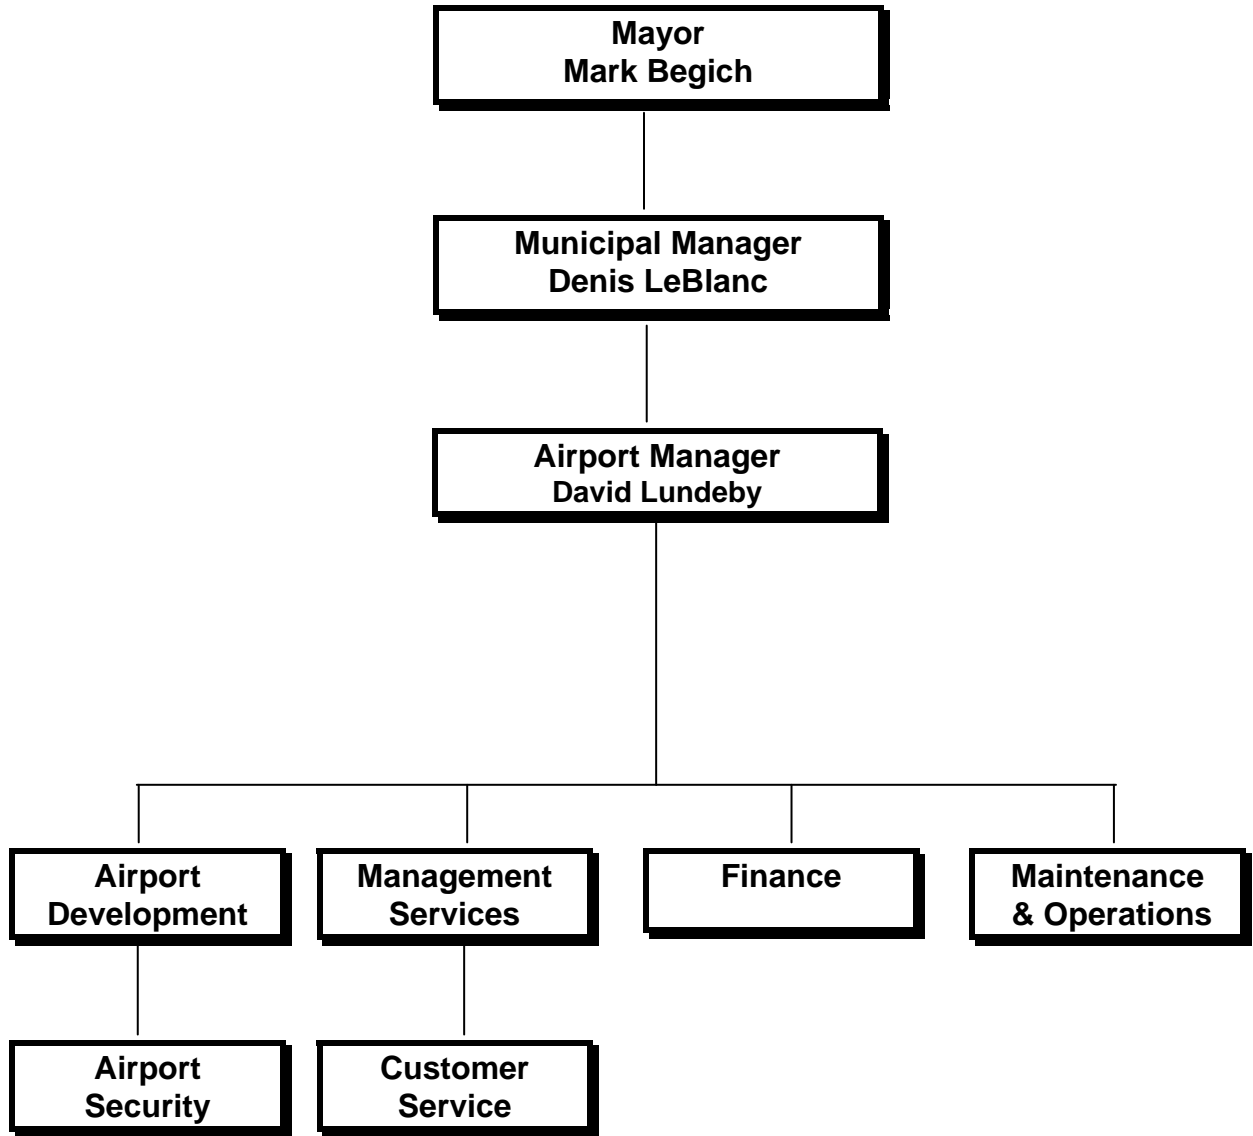 Mayor
Mark Begich
Municipal Manager
Denis LeBlanc
Airport Manager
David Lundeby
Airport
Development
Management
Services
Finance
Maintenance
& Operations
Airport
Security
Customer
Service